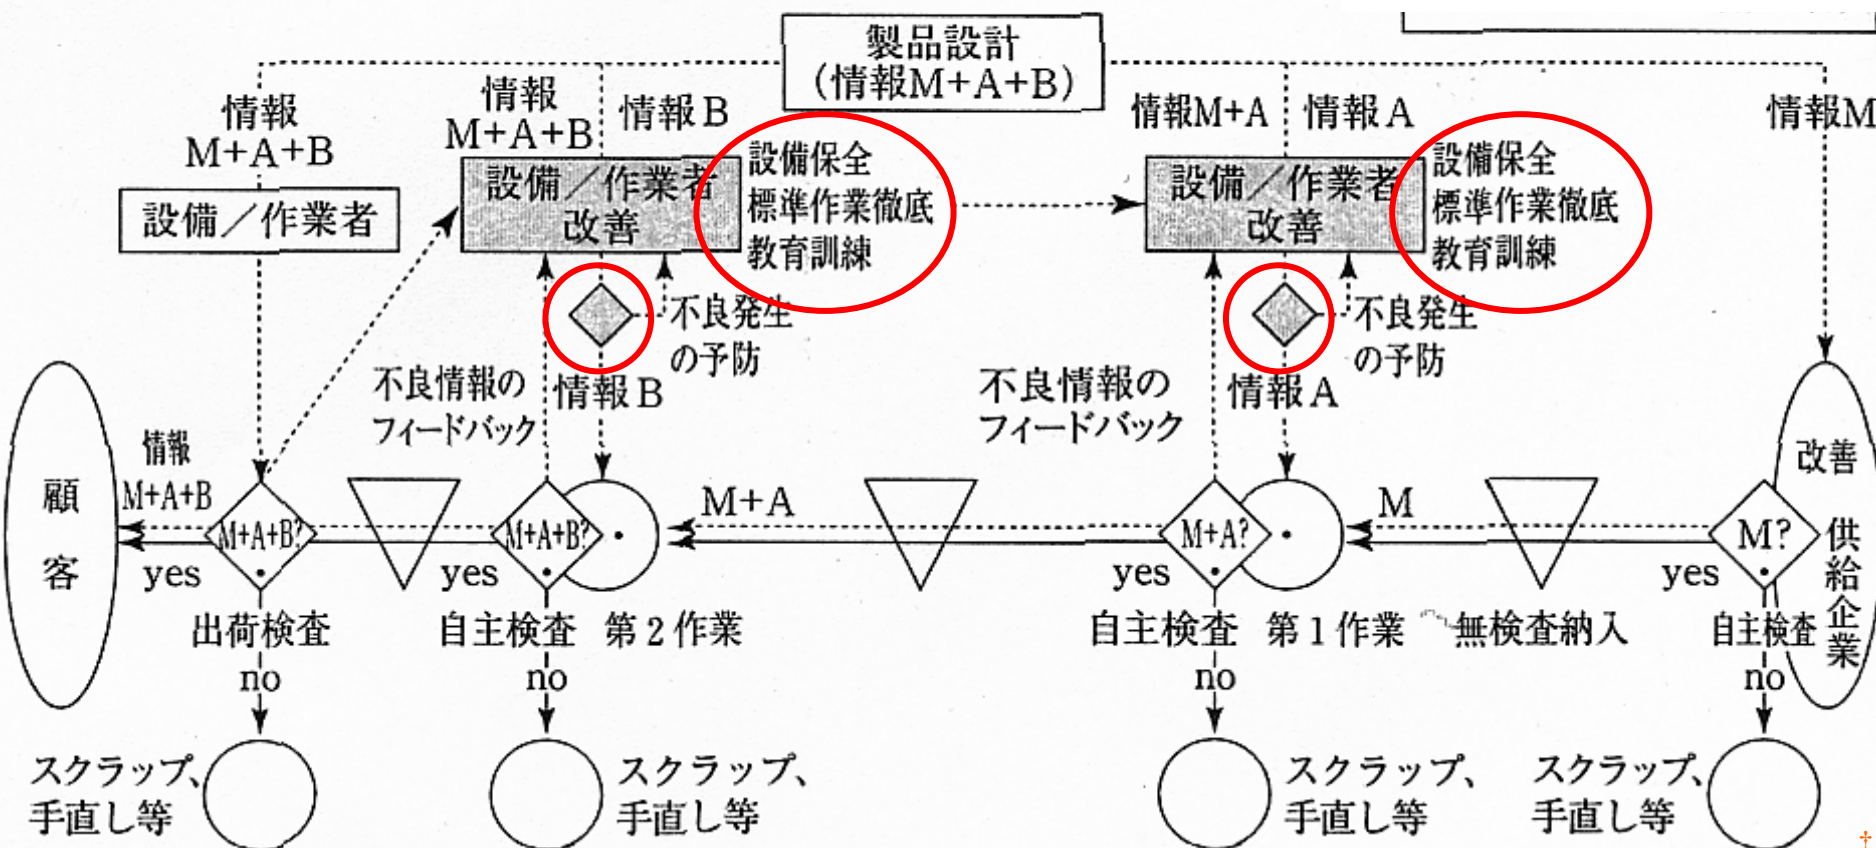 製品設計
(情報M+A+B)
情報
M+A+B
情報
M+A+B
情報B
情報M+A
情報A
情報M
設備／作業者
設備／作業者
改善
設備保全
標準作業徹底
教育訓練
設備／作業者
改善
設備保全
標準作業徹底
教育訓練
不良発生
の予防
不良発生
の予防
不良情報の
フィードバック
情報B
不良情報の
フィードバック
情報A
顧客
情報
M+A+B
M+A+B?
yes
M+A+B?
yes
M+A
M+A?
yes
M
M?
yes
改善
供給企業
出荷検査
自主検査
第2作業
自主検査
第1作業
無検査納入
自主検査
no
no
no
no
スクラップ、
手直し等
スクラップ、
手直し等
スクラップ、
手直し等
スクラップ、
手直し等